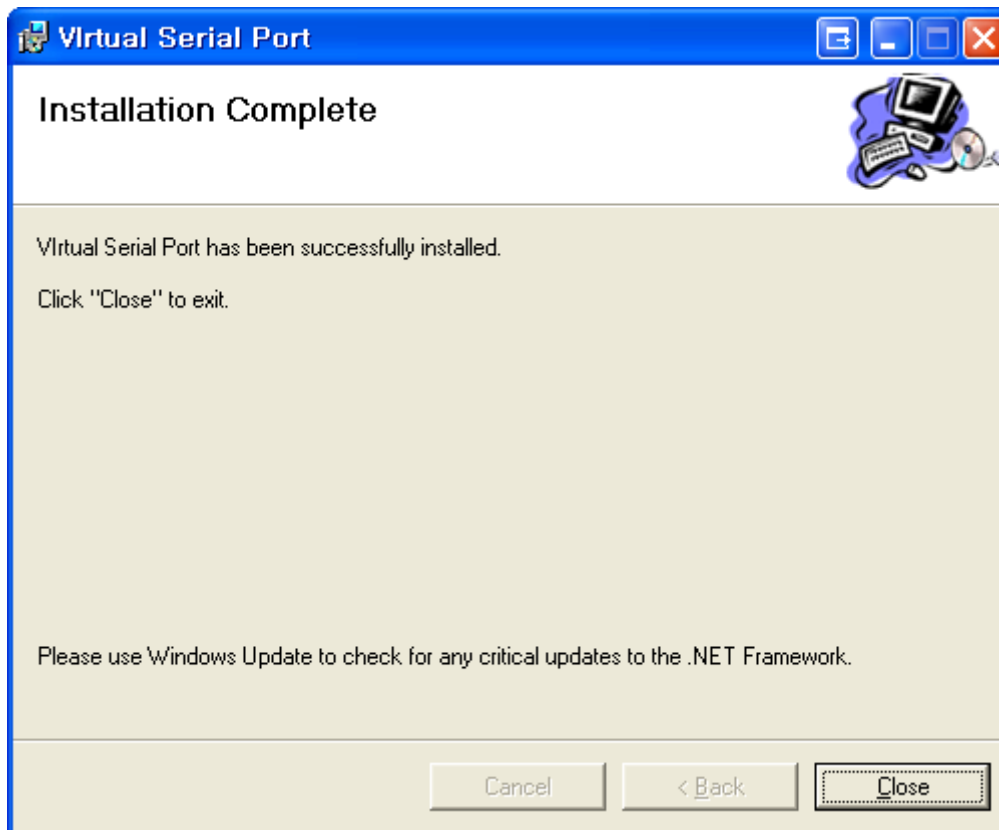 VIrtual Serial Port
Installation Complete
VIrtual Serial Port has been successfully installed.
Click "Close" to exit.
Please use Windows Update to check for any critical updates to the .NET Framework.
Cancel
< Back
Close